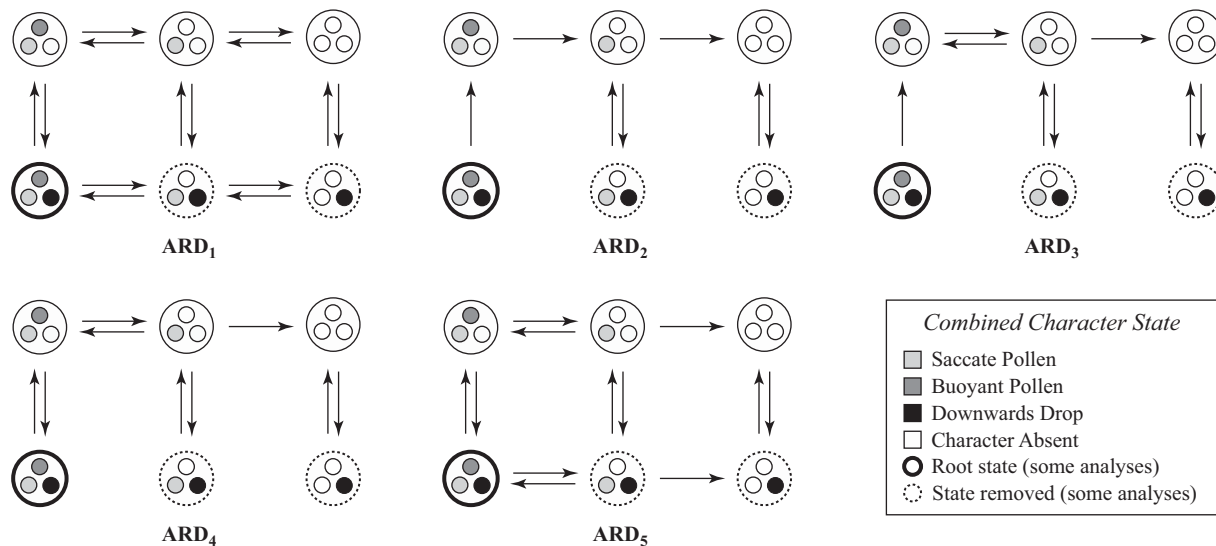 ARD₁
ARD₂
ARD₃
ARD₄
ARD₅
Combined Character State
Saccate Pollen
Buoyant Pollen
Downwards Drop
Character Absent
Root state (some analyses)
State removed (some analyses)